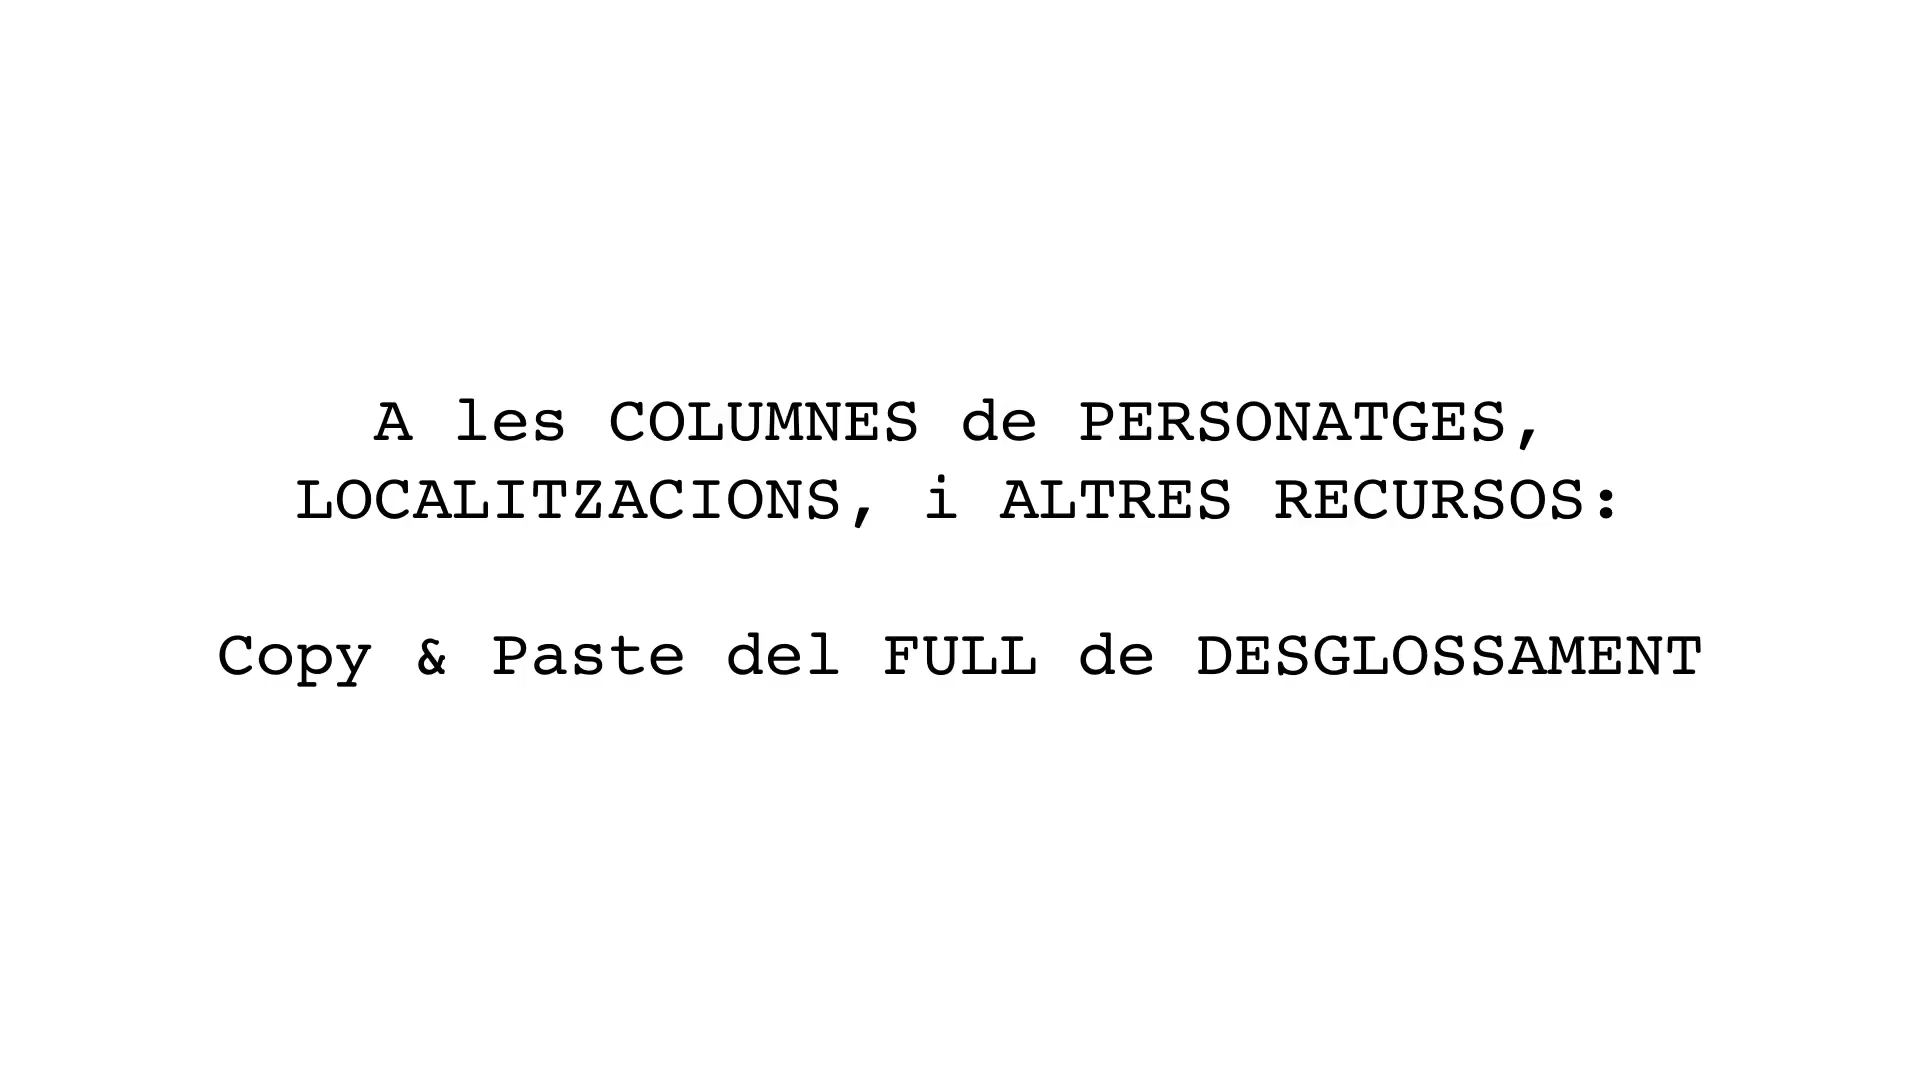 A les COLUMNES de PERSONATGES,
LOCALITZACIONS, i ALTRES RECURSOS:
Copy & Paste del FULL de DESGLOSSAMENT